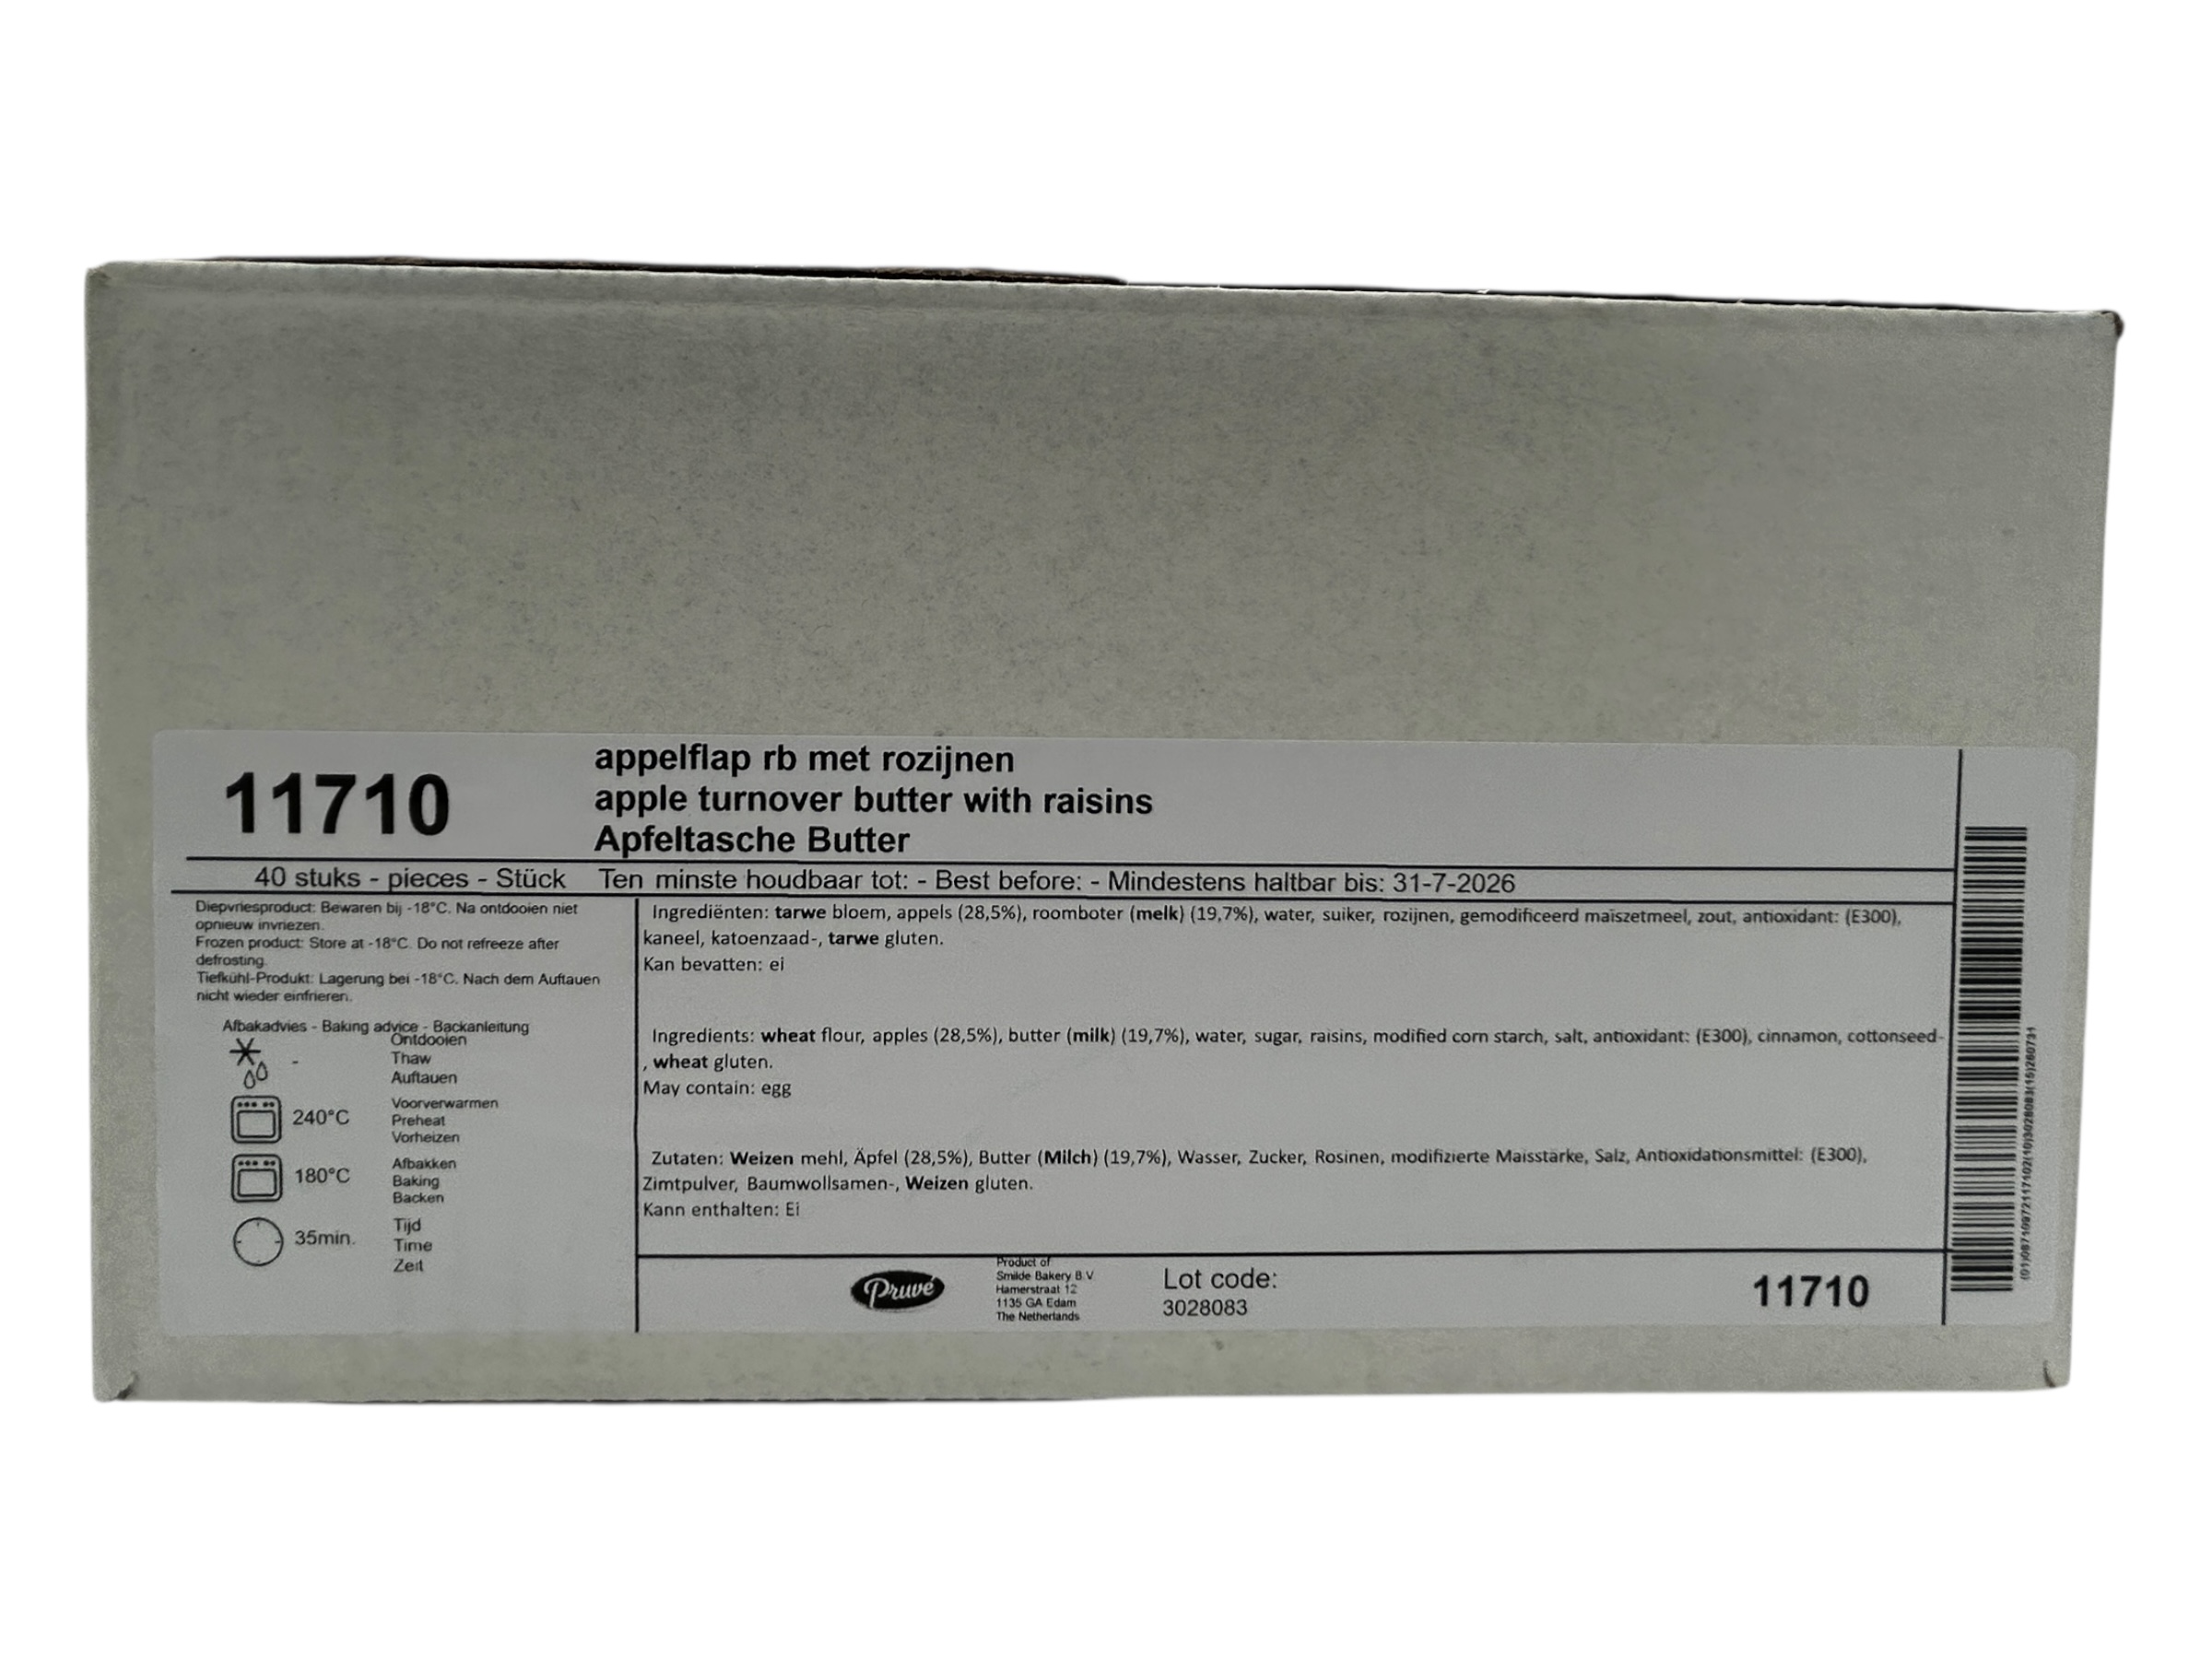 11710
appelflap rb met rozijnen
apple turnover butter with raisins
Apfeltasche Butter
40 stuks - pieces - Stück Ten minste houdbaar tot: - Best before: - Mindestens haltbar bis: 31-7-2026
Diepvriesproduct: Bewaren bij -18°C. Na ontdooien niet
opnieuw invriezen.
Frozen product: Store at -18°C. Do not refreeze after
defrosting.
Tiefkühl-Produkt: Lagerung bei -18°C. Nach dem Auftauen
nicht wieder einfrieren.
Afbakadvies - Baking advice - Backanleitung
Ontdooien
- Thaw
Auftauen
Voorverwarmen
240°C Preheat
Vorheizen
Afbakken
180°C Baking
Backen
Tijd
35min. Time
Zeit
Ingrediënten: tarwe bloem, appels (28,5%), roomboter (melk) (19,7%), water, suiker, rozijnen, gemodificeerd maïszetmeel, zout, antioxidant: (E300),
kaneel, katoenzaad-, tarwe gluten.
Kan bevatten: ei
Ingredients: wheat flour, apples (28,5%), butter (milk) (19,7%), water, sugar, raisins, modified corn starch, salt, antioxidant: (E300), cinnamon, cottonseed-
, wheat gluten.
May contain: egg
Zutaten: Weizen mehl, Äpfel (28,5%), Butter (Milch) (19,7%), Wasser, Zucker, Rosinen, modifizierte Maisstärke, Salz, Antioxidationsmittel: (E300),
Zimtpulver, Baumwollsamen-, Weizen gluten.
Kann enthalten: Ei
Pruvé
Product of
Smilde Bakery B.V
Hamerstraat 12
1135 GA Edam
The Netherlands
Lot code:
3028083
11710